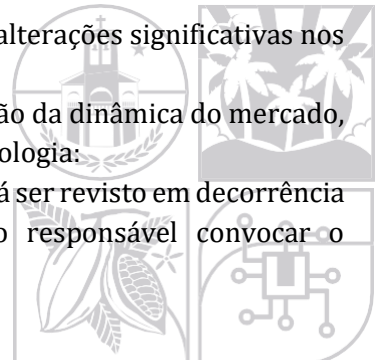 alterações significativas nos
ão da dinâmica do mercado,
ologia:
á ser revisto em decorrência
o responsável convocar o